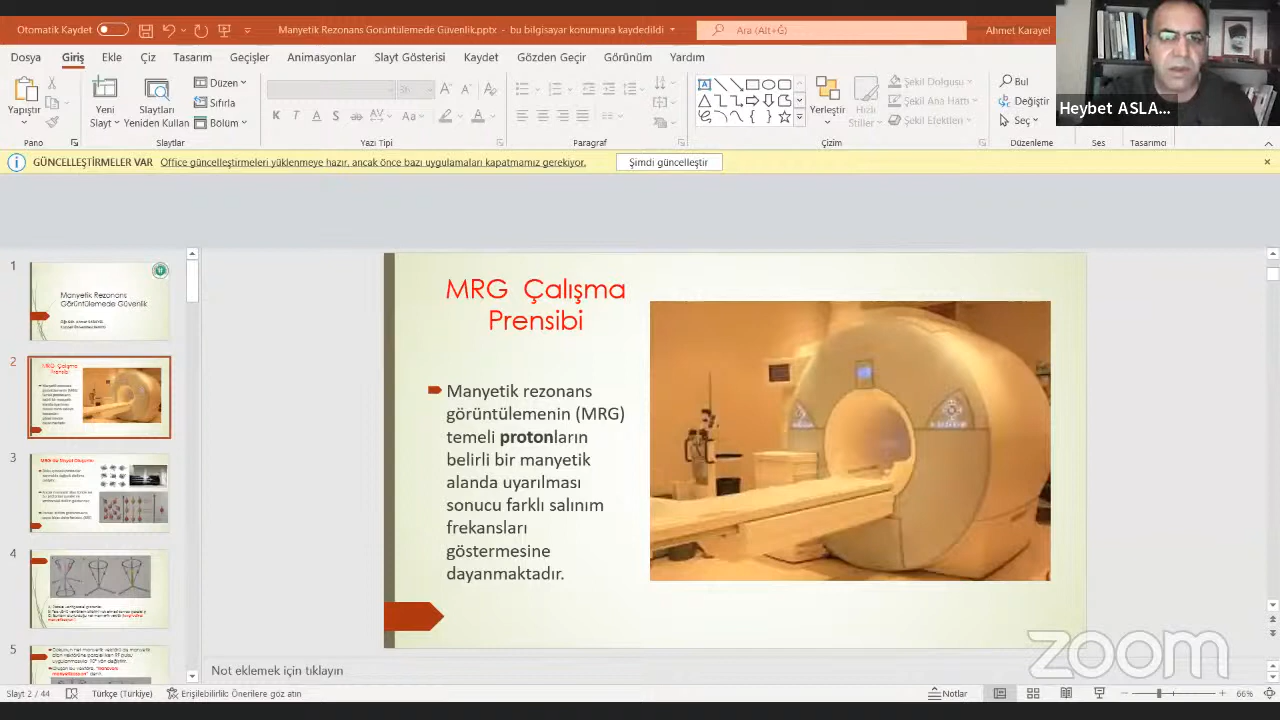 Otomatik Kaydet
Manyetik Rezonans Görüntülemede Güvenlik.pptx - bu bilgisayar konumuna kaydedildi
Ara (Alt+G)
Ahmet Karayel
Dosya Giriş Ekle Çiz Tasarım Geçişler Animasyonlar Slayt Gösterisi Kaydet Gözden Geçir Görünüm Yardım
Yapıştır
Yeni
Slayt
Slaytları
Yeniden Kullan
Düzen
Sıfırla
Bölüm
Yerleştir
Hızlı
Stiller
Şekil Dolgusu
Şekil Ana Hattı
Şekil Efektleri
Bul
Değiştir
Seç
Pano Slaytlar Yazı Tipi Paragraf Çizim Düzenleme Ses Tasarımcı
Heybet ASLA...
GÜNCELLEŞTİRMELER VAR Office güncelleştirmeleri yüklenmeye hazır, ancak önce bazı uygulamaları kapatmamız gerekiyor. Şimdi güncelleştir
1
Manyetik Rezonans
Görüntülemede Güvenlik
2
MRG Çalışma
Prensibi
3
4
5
MRG Çalışma
Prensibi
Manyetik rezonans
görüntülemenin (MRG)
temeli protonların
belirli bir manyetik
alanda uyarılması
sonucu farklı salınım
frekansları
göstermesine
dayanmaktadır.
zoom
Not eklemek için tıklayın
Slayt 2 / 44 Türkçe (Türkiye) Erişilebilirlik: Önerilere göz atın Notlar 66%